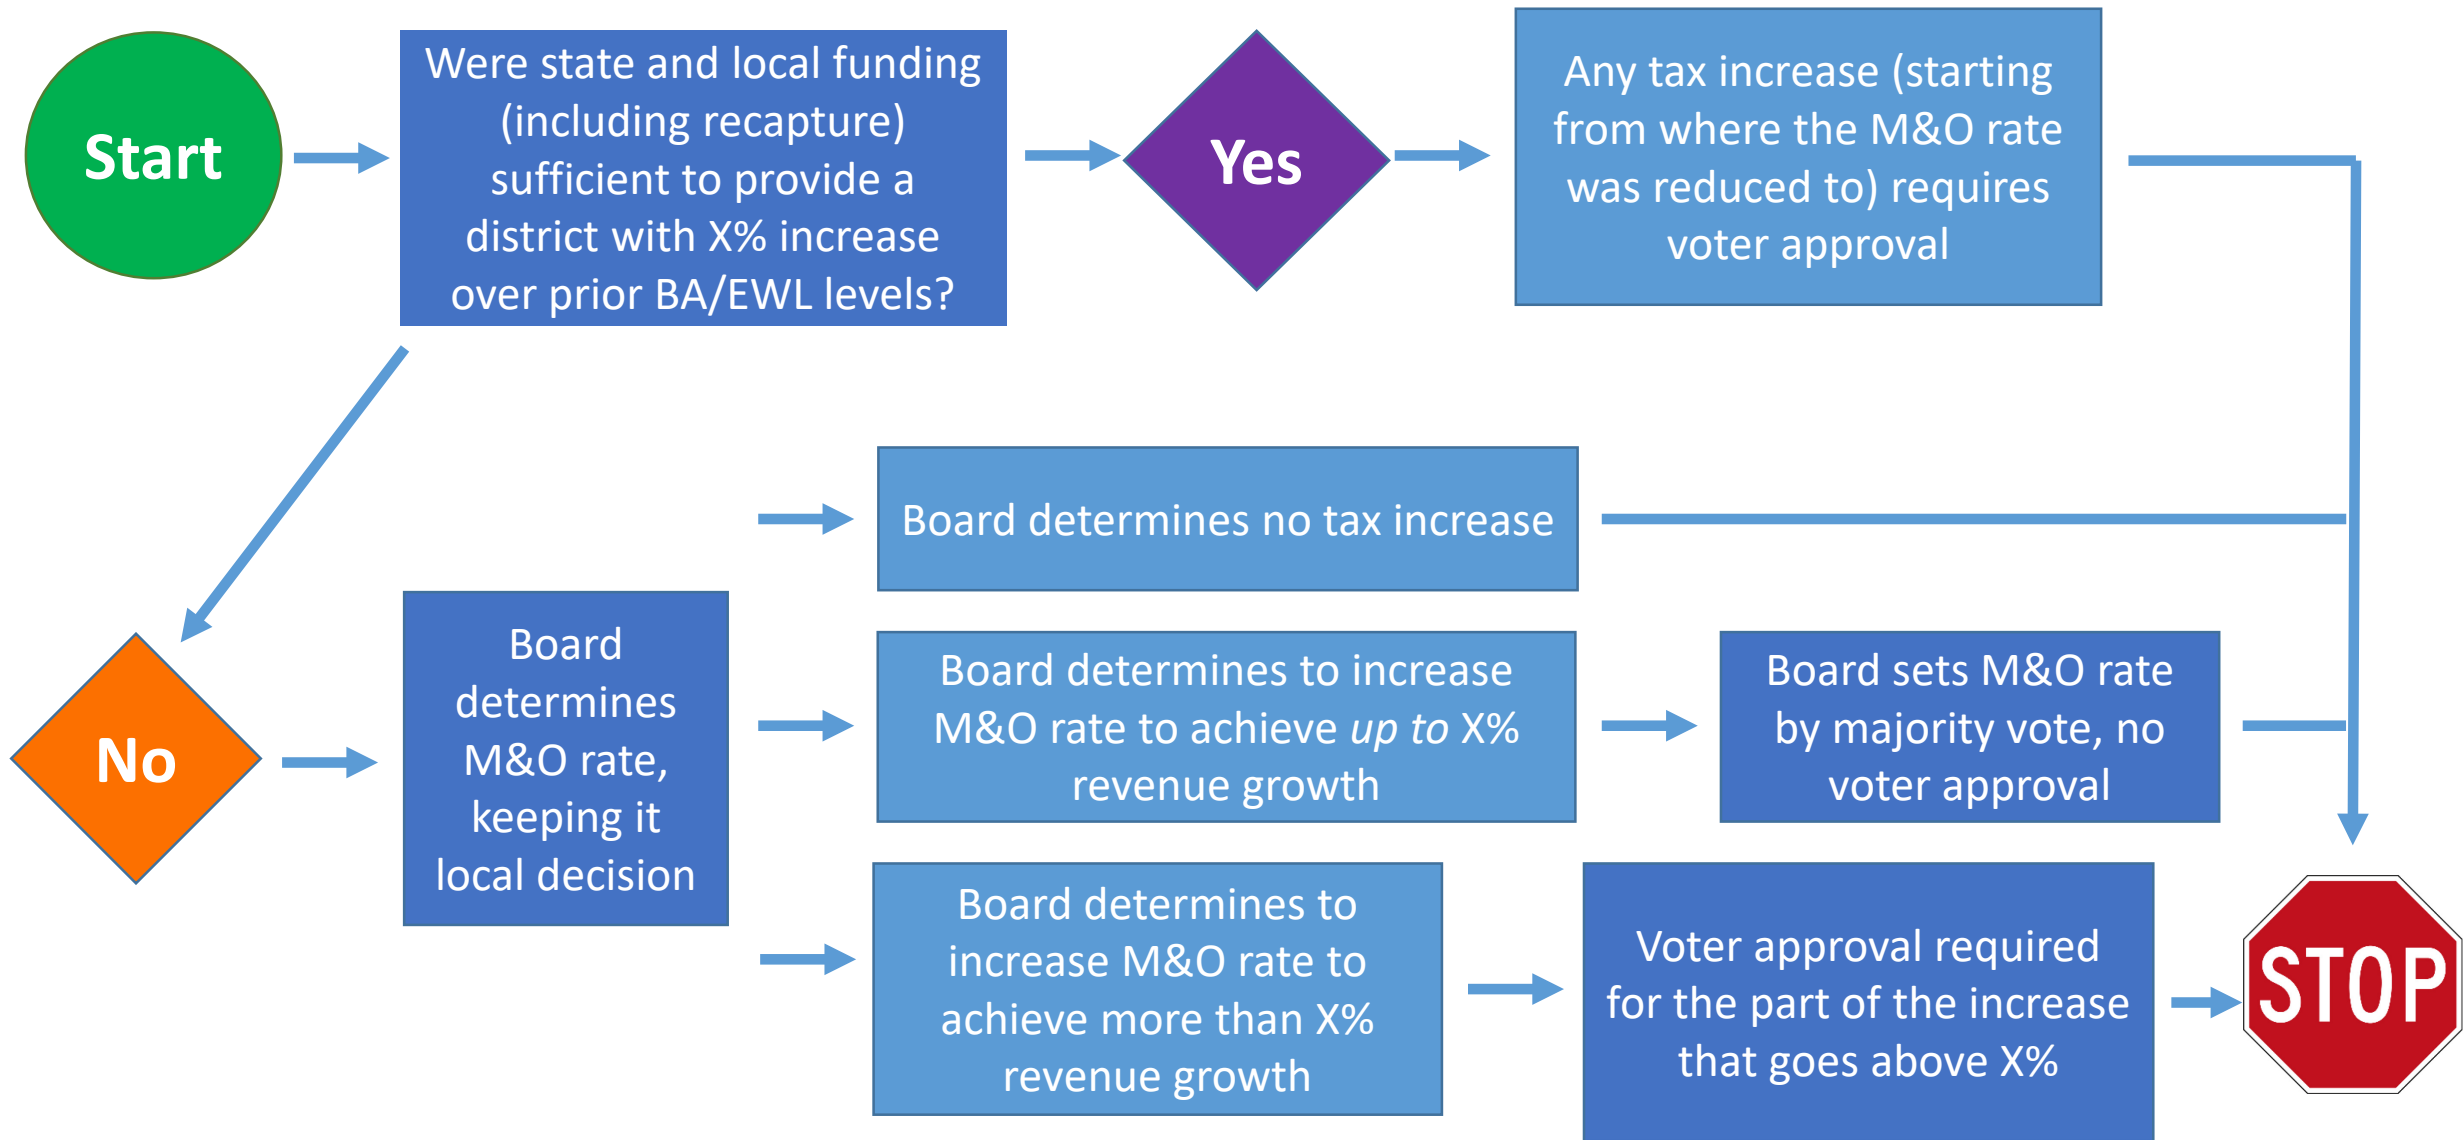 Start
Were state and local funding
(including recapture)
sufficient to provide a
district with X% increase
over prior BA/EWL levels?
Yes
Any tax increase (starting
from where the M&O rate
was reduced to) requires
voter approval
Board determines no tax increase
No
Board
determines
M&O rate,
keeping it
local decision
Board determines to increase
M&O rate to achieve up to X%
revenue growth
Board sets M&O rate
by majority vote, no
voter approval
Board determines to
increase M&O rate to
achieve more than X%
revenue growth
Voter approval required
for the part of the increase
that goes above X%
STOP